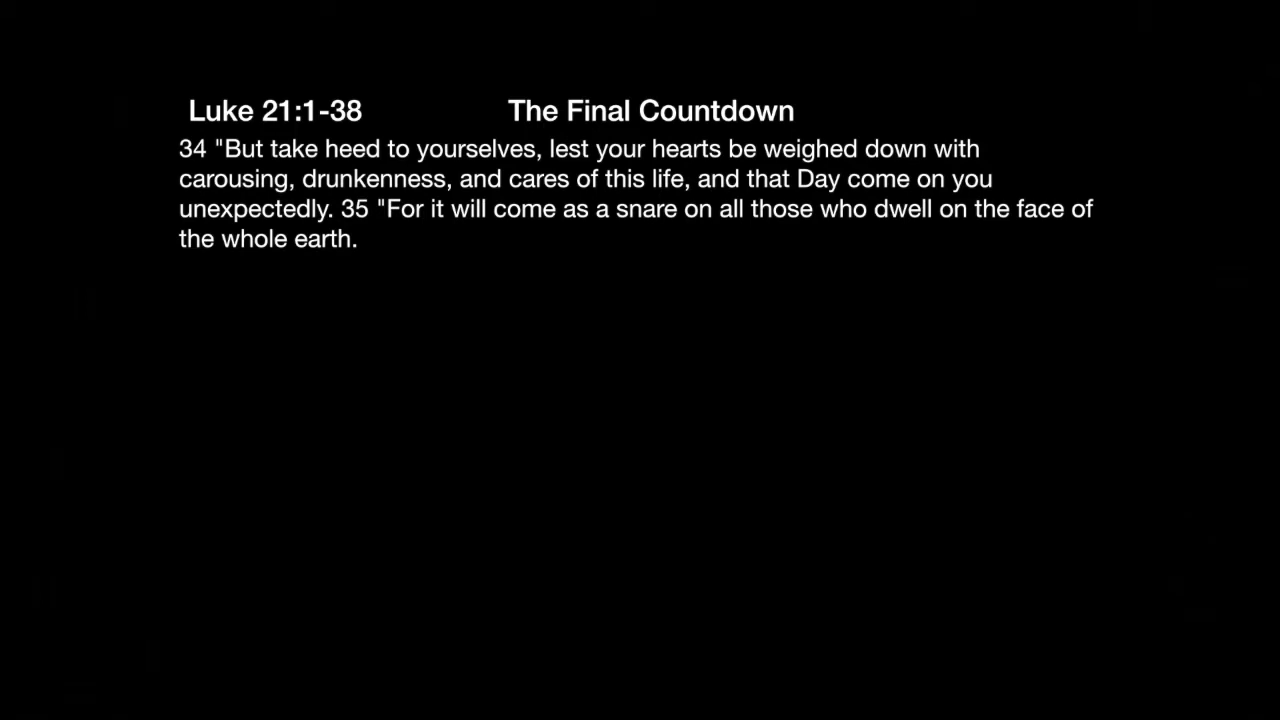 Luke 21:1-38 The Final Countdown
34 "But take heed to yourselves, lest your hearts be weighed down with
carousing, drunkenness, and cares of this life, and that Day come on you
unexpectedly. 35 "For it will come as a snare on all those who dwell on the face of
the whole earth.